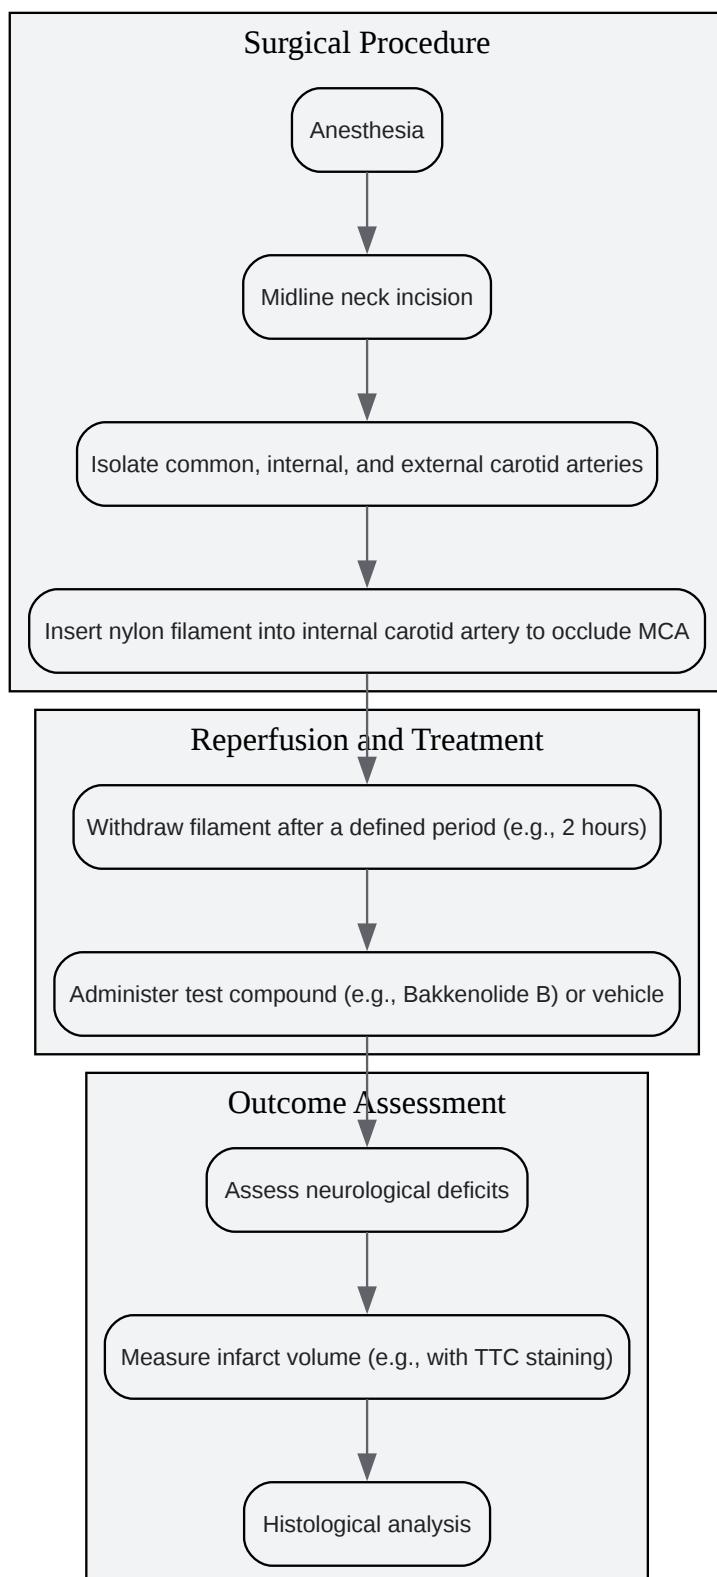 Surgical Procedure
Anesthesia
Midline neck incision
Isolate common, internal, and external carotid arteries
Insert nylon filament into internal carotid artery to occlude MCA
Reperfusion and Treatment
Withdraw filament after a defined period (e.g., 2 hours)
Administer test compound (e.g., Bakkenolide B) or vehicle
Outcome Assessment
Assess neurological deficits
Measure infarct volume (e.g., with TTC staining)
Histological analysis